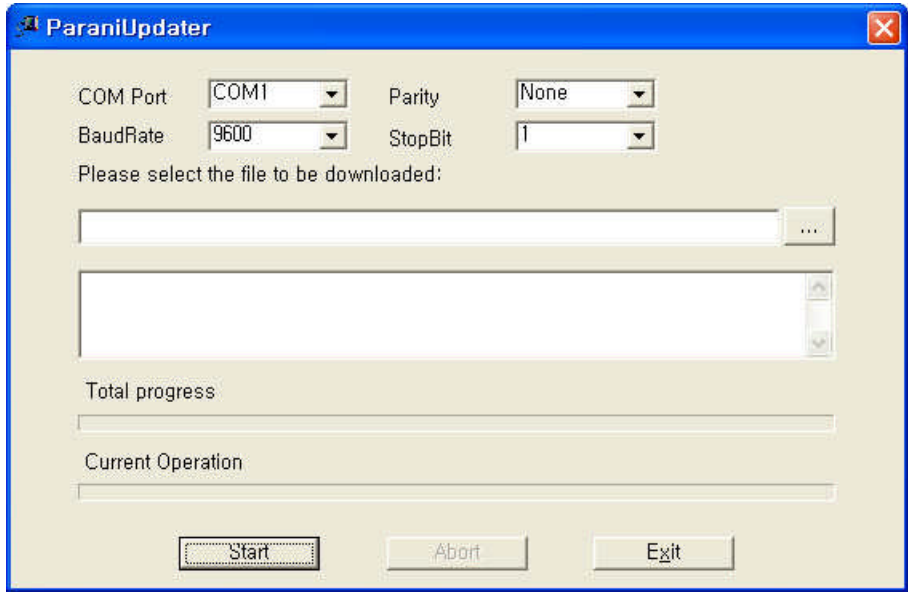 ParaniUpdater
COM Port COM1 Parity None
BaudRate 9600 StopBit 1
Please select the file to be downloaded:
...
Total progress
Current Operation
Start Abort Exit